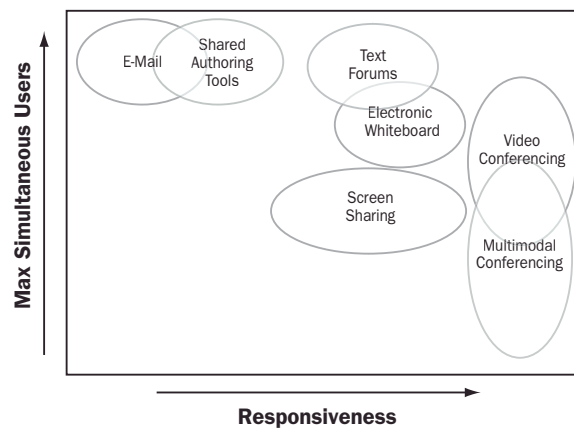 Max Simultaneous Users
E-Mail
Shared
Authoring
Tools
Text
Forums
Electronic
Whiteboard
Video
Conferencing
Screen
Sharing
Multimodal
Conferencing
Responsiveness